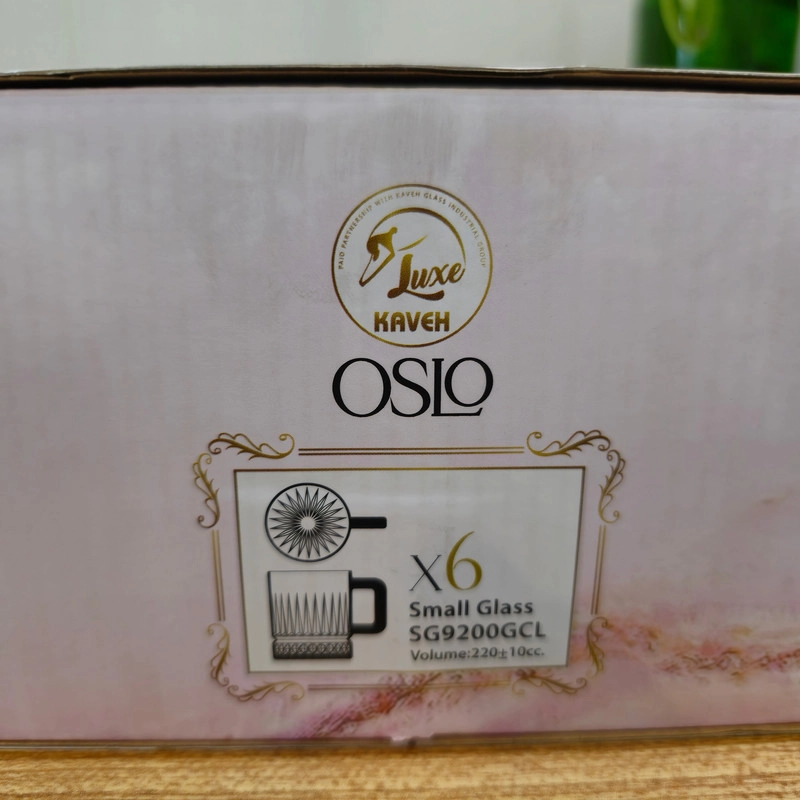 PAID PARTNERSHIP WITH KAVEH GLASS INDUSTRIAL GROUP
Luxe
KAVEH
OSLO
x6
Small Glass
SG9200GCL
Volume:220±10cc.